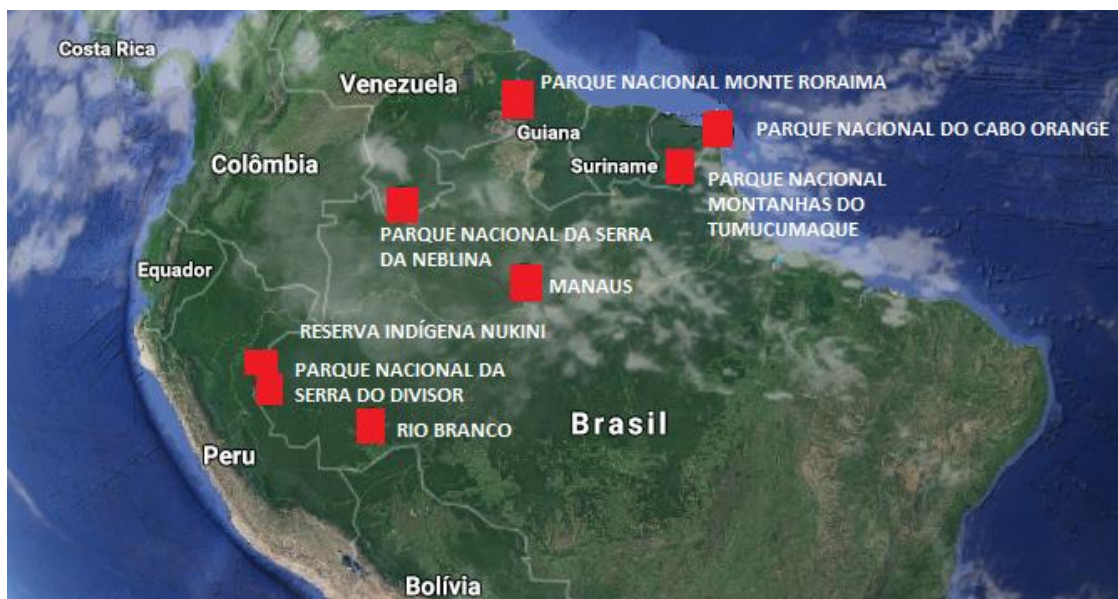 Costa Rica
Venezuela
PARQUE NACIONAL MONTE RORAIMA
Guiana
PARQUE NACIONAL DO CABO ORANGE
Colômbia
Suriname
PARQUE NACIONAL
MONTANHAS DO
TUMUCUMAQUE
PARQUE NACIONAL DA SERRA
DA NEBLINA
Equador
MANAUS
RESERVA INDÍGENA NUKINI
PARQUE NACIONAL DA
SERRA DO DIVISOR
RIO BRANCO
Brasil
Peru
Bolívia